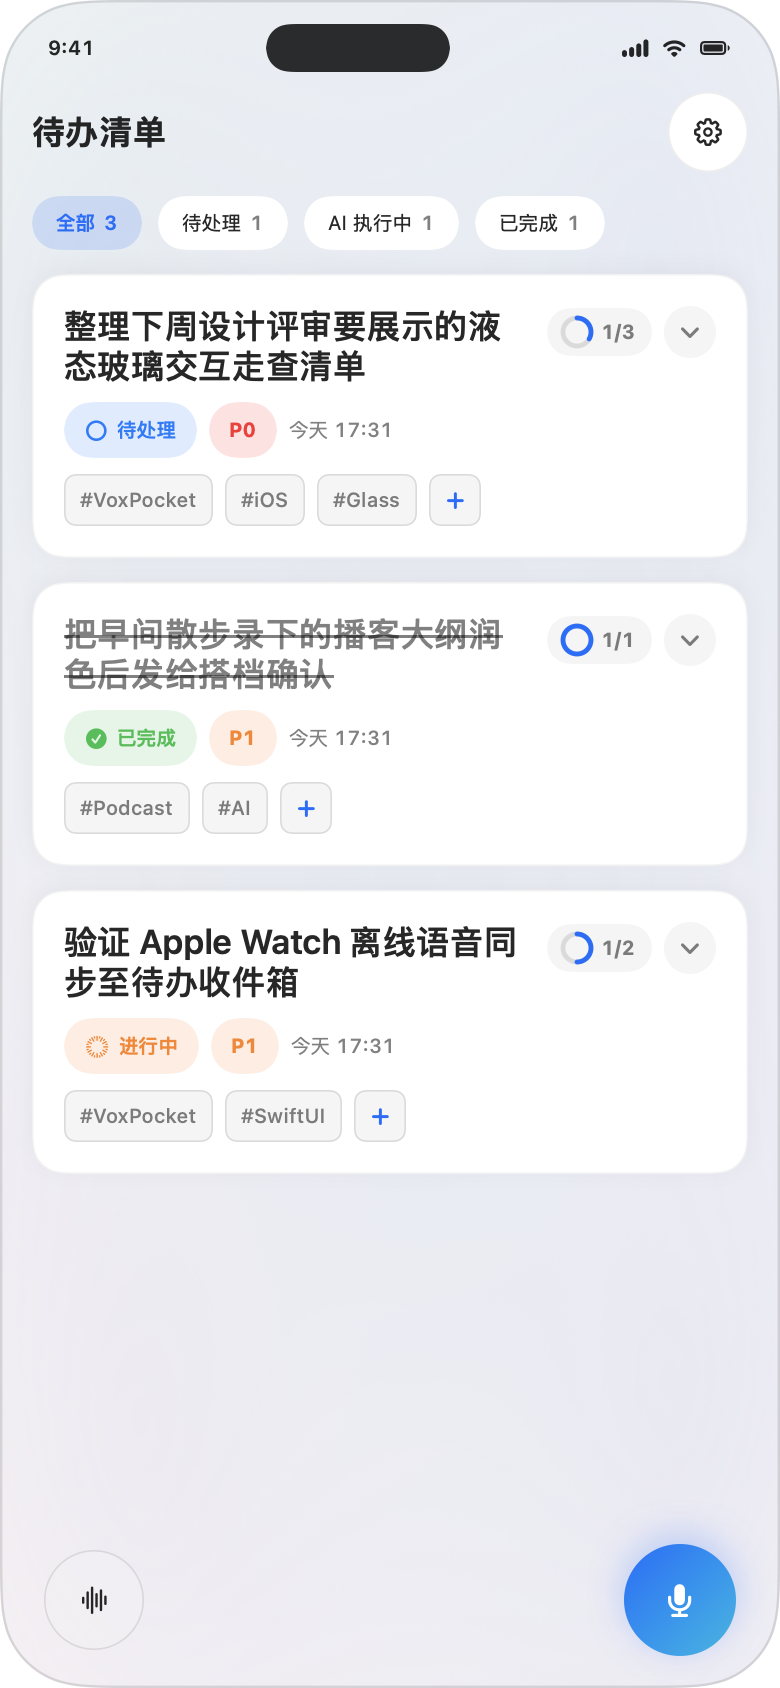 9:41
待办清单
全部 3 待处理 1 AI 执行中 1 已完成 1
整理下周设计评审要展示的液
态玻璃交互走查清单
1/3
待处理 P0 今天 17:31
#VoxPocket #iOS #Glass +
把早间散步录下的播客大纲润
色后发给搭档确认
1/1
已完成 P1 今天 17:31
#Podcast #AI +
验证 Apple Watch 离线语音同
步至待办收件箱
1/2
进行中 P1 今天 17:31
#VoxPocket #SwiftUI +